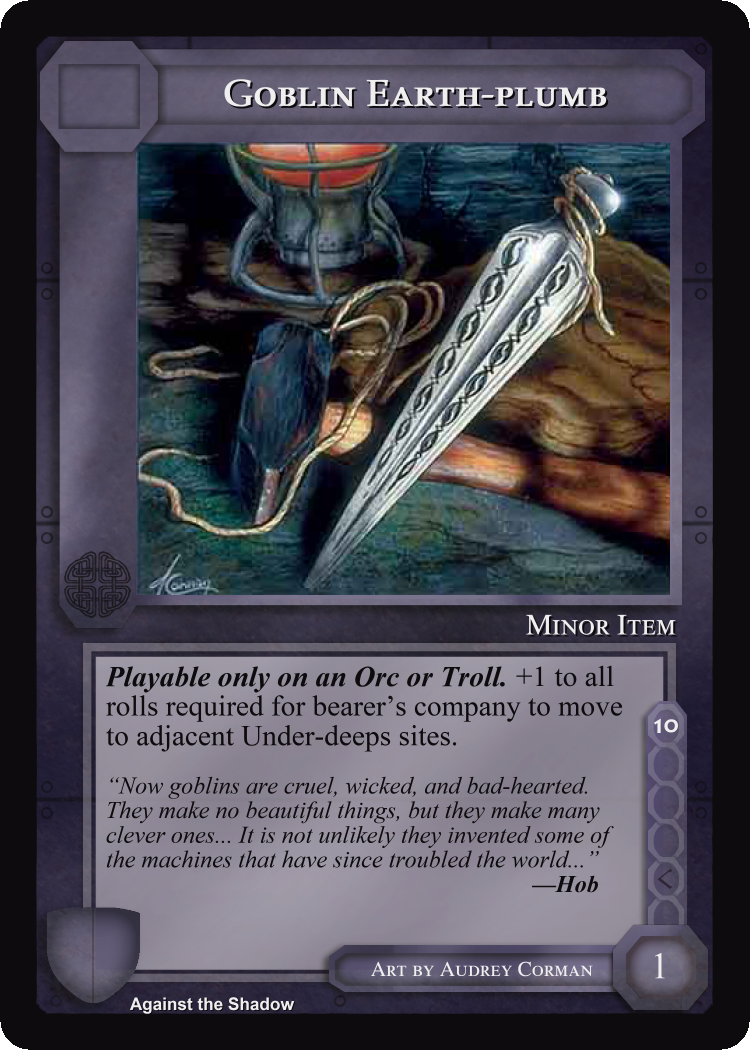 Goblin Earth-plumb
Minor Item
Playable only on an Orc or Troll. +1 to all
rolls required for bearer’s company to move
to adjacent Under-deeps sites.
10
“Now goblins are cruel, wicked, and bad-hearted.
They make no beautiful things, but they make many
clever ones... It is not unlikely they invented some of
the machines that have since troubled the world...”
—Hob
Art by Audrey Corman
1
Against the Shadow